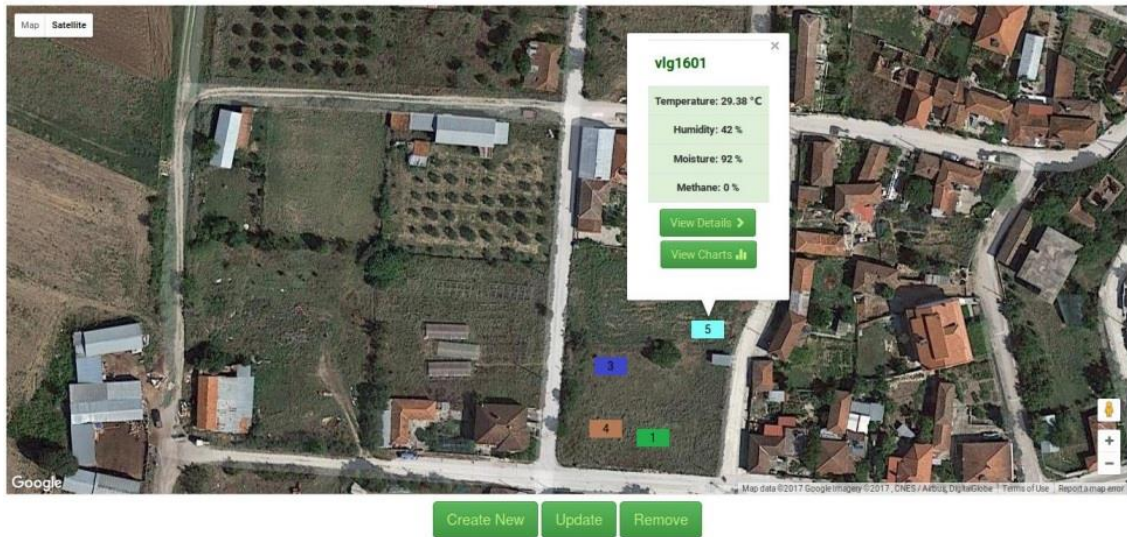 Map Satellite
×
vlg1601
Temperature: 29.38 °C
Humidity: 42 %
Moisture: 92 %
Methane: 0 %
View Details
View Charts
5
3
4
1
+
−
Google
Map data ©2017 Google Imagery ©2017 , CNES / Airbus, DigitalGlobe Terms of Use Report a map error
Create New Update Remove